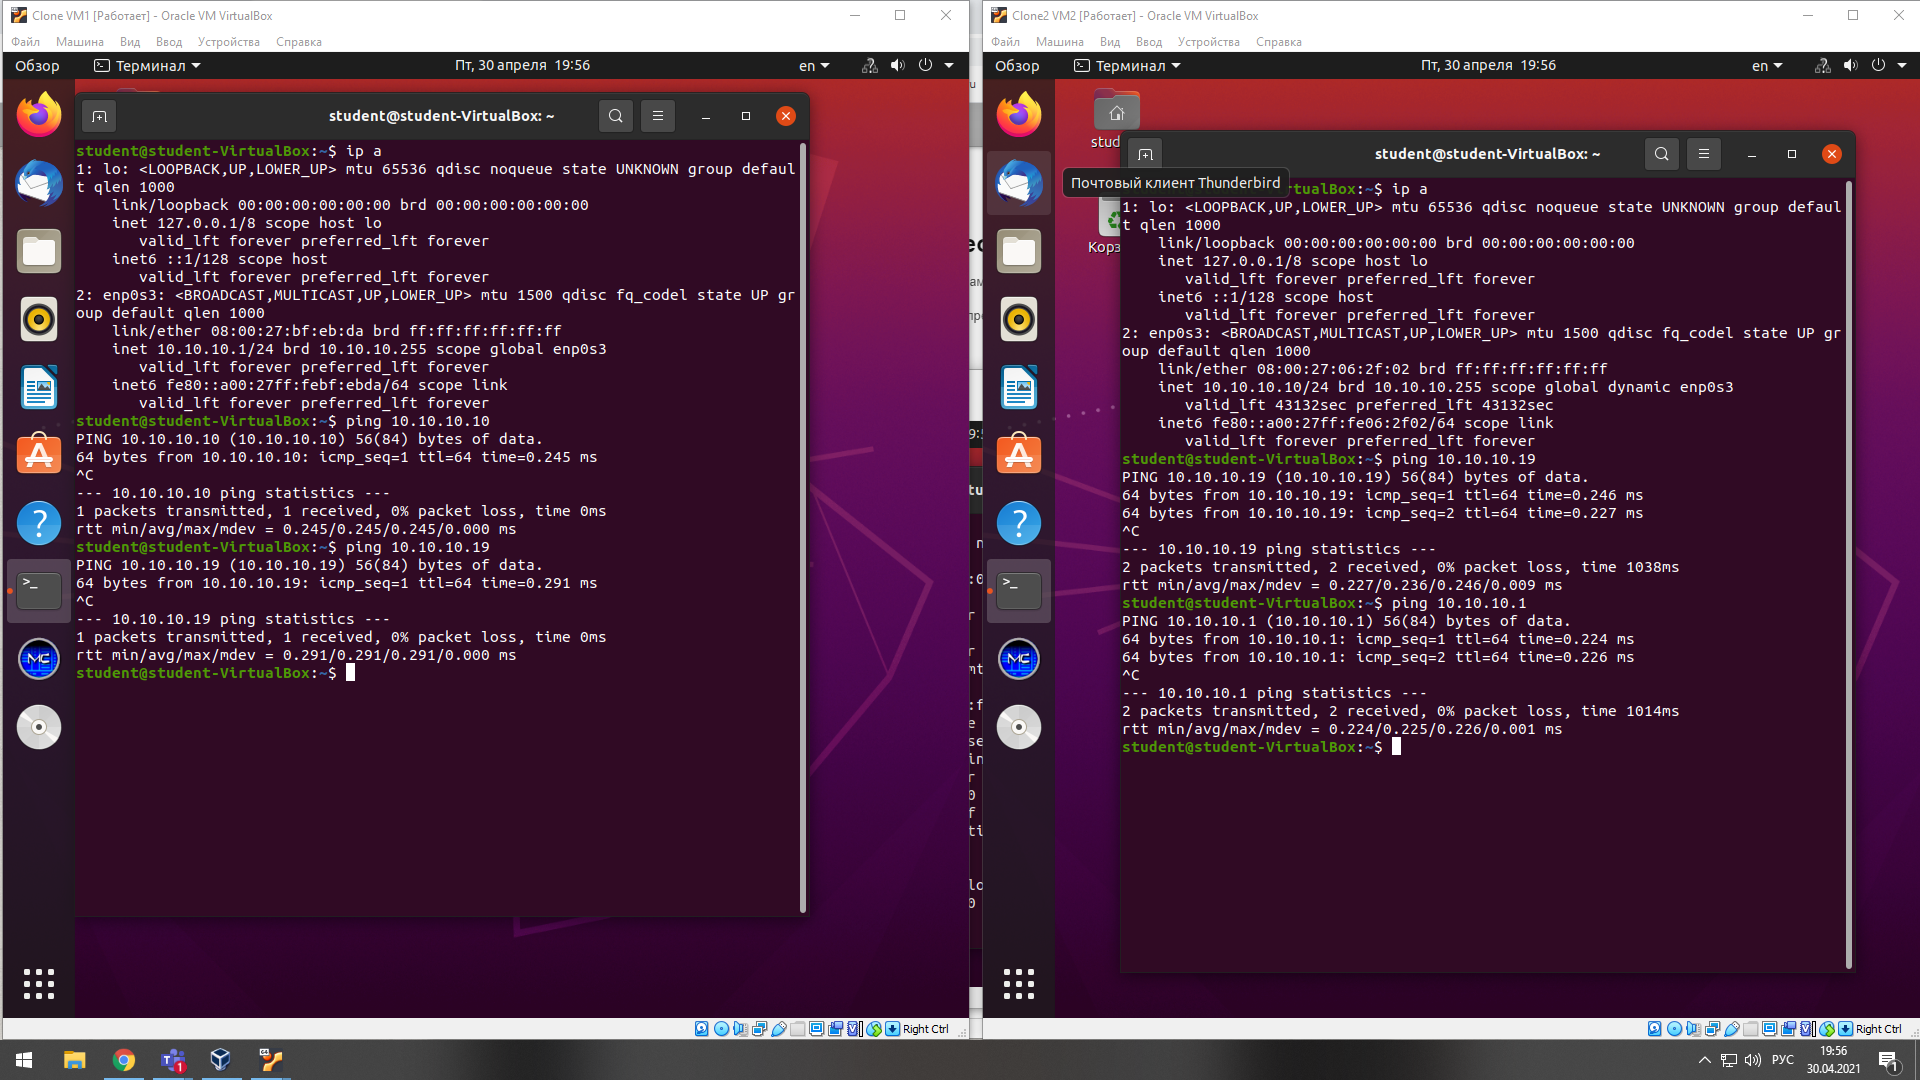 Clone VM1 [Работает] - Oracle VM VirtualBox
Файл Машина Вид Ввод Устройства Справка
Обзор Терминал Пт, 30 апреля 19:56 en
student@student-VirtualBox: ~
student@student-VirtualBox:~$ ip a
1: lo: <LOOPBACK,UP,LOWER_UP> mtu 65536 qdisc noqueue state UNKNOWN group defaul
t qlen 1000
link/loopback 00:00:00:00:00:00 brd 00:00:00:00:00:00
inet 127.0.0.1/8 scope host lo
valid_lft forever preferred_lft forever
inet6 ::1/128 scope host
valid_lft forever preferred_lft forever
2: enp0s3: <BROADCAST,MULTICAST,UP,LOWER_UP> mtu 1500 qdisc fq_codel state UP gr
oup default qlen 1000
link/ether 08:00:27:bf:eb:da brd ff:ff:ff:ff:ff:ff
inet 10.10.10.1/24 brd 10.10.10.255 scope global enp0s3
valid_lft forever preferred_lft forever
inet6 fe80::a00:27ff:febf:ebda/64 scope link
valid_lft forever preferred_lft forever
student@student-VirtualBox:~$ ping 10.10.10.10
PING 10.10.10.10 (10.10.10.10) 56(84) bytes of data.
64 bytes from 10.10.10.10: icmp_seq=1 ttl=64 time=0.245 ms
^C
--- 10.10.10.10 ping statistics ---
1 packets transmitted, 1 received, 0% packet loss, time 0ms
rtt min/avg/max/mdev = 0.245/0.245/0.245/0.000 ms
student@student-VirtualBox:~$ ping 10.10.10.19
PING 10.10.10.19 (10.10.10.19) 56(84) bytes of data.
64 bytes from 10.10.10.19: icmp_seq=1 ttl=64 time=0.291 ms
^C
--- 10.10.10.19 ping statistics ---
1 packets transmitted, 1 received, 0% packet loss, time 0ms
rtt min/avg/max/mdev = 0.291/0.291/0.291/0.000 ms
student@student-VirtualBox:~$
MC
Right Ctrl
Clone2 VM2 [Работает] - Oracle VM VirtualBox
Файл Машина Вид Ввод Устройства Справка
Обзор Терминал Пт, 30 апреля 19:56 en
stud
Корз
Почтовый клиент Thunderbird
student@student-VirtualBox: ~
rtualBox:~$ ip a
1: lo: <LOOPBACK,UP,LOWER_UP> mtu 65536 qdisc noqueue state UNKNOWN group defaul
t qlen 1000
link/loopback 00:00:00:00:00:00 brd 00:00:00:00:00:00
inet 127.0.0.1/8 scope host lo
valid_lft forever preferred_lft forever
inet6 ::1/128 scope host
valid_lft forever preferred_lft forever
2: enp0s3: <BROADCAST,MULTICAST,UP,LOWER_UP> mtu 1500 qdisc fq_codel state UP gr
oup default qlen 1000
link/ether 08:00:27:06:2f:02 brd ff:ff:ff:ff:ff:ff
inet 10.10.10.10/24 brd 10.10.10.255 scope global dynamic enp0s3
valid_lft 43132sec preferred_lft 43132sec
inet6 fe80::a00:27ff:fe06:2f02/64 scope link
valid_lft forever preferred_lft forever
student@student-VirtualBox:~$ ping 10.10.10.19
PING 10.10.10.19 (10.10.10.19) 56(84) bytes of data.
64 bytes from 10.10.10.19: icmp_seq=1 ttl=64 time=0.246 ms
64 bytes from 10.10.10.19: icmp_seq=2 ttl=64 time=0.227 ms
^C
--- 10.10.10.19 ping statistics ---
2 packets transmitted, 2 received, 0% packet loss, time 1038ms
rtt min/avg/max/mdev = 0.227/0.236/0.246/0.009 ms
student@student-VirtualBox:~$ ping 10.10.10.1
PING 10.10.10.1 (10.10.10.1) 56(84) bytes of data.
64 bytes from 10.10.10.1: icmp_seq=1 ttl=64 time=0.224 ms
64 bytes from 10.10.10.1: icmp_seq=2 ttl=64 time=0.226 ms
^C
--- 10.10.10.1 ping statistics ---
2 packets transmitted, 2 received, 0% packet loss, time 1014ms
rtt min/avg/max/mdev = 0.224/0.225/0.226/0.001 ms
student@student-VirtualBox:~$
MC
Right Ctrl
РУС
19:56
30.04.2021